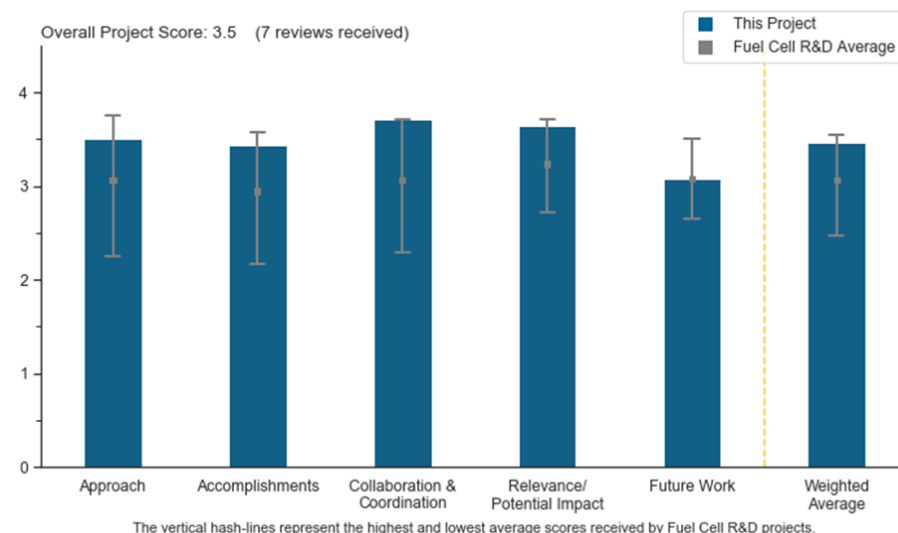 Overall Project Score: 3.5 (7 reviews received)
This Project
Fuel Cell R&D Average
4
3
2
1
0
Approach
Accomplishments
Collaboration &
Coordination
Relevance/
Potential Impact
Future Work
Weighted
Average
The vertical hash-lines represent the highest and lowest average scores received by Fuel Cell R&D projects.